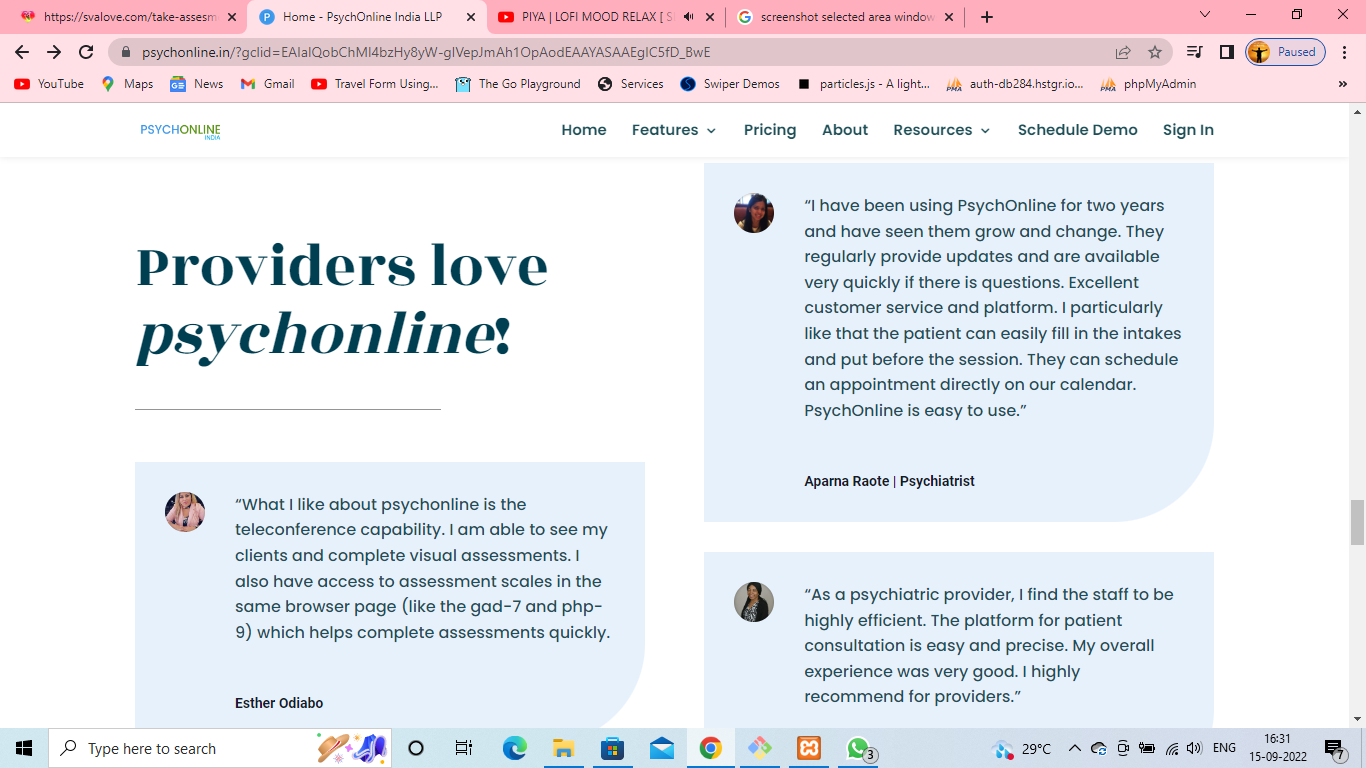 https://svalove.com/take-assesm
Home - PsychOnline India LLP
PIYA | LOFI MOOD RELAX [ S
screenshot selected area window
psychonline.in/?gclid=EAIaIQobChMI4bzHy8yW-gIVepJmAh1OpAodEAAYASAAEgIC5fD_BwE
Paused
YouTube
Maps
News
Gmail
Travel Form Using...
The Go Playground
Services
Swiper Demos
particles.js - A light...
auth-db284.hstgr.io...
phpMyAdmin
PSYCHONLINE
INDIA
Home
Features
Pricing
About
Resources
Schedule Demo
Sign In
Providers love
psychonline!
“What I like about psychonline is the
teleconference capability. I am able to see my
clients and complete visual assessments. I
also have access to assessment scales in the
same browser page (like the gad-7 and php-
9) which helps complete assessments quickly.
Esther Odiabo
“I have been using PsychOnline for two years
and have seen them grow and change. They
regularly provide updates and are available
very quickly if there is questions. Excellent
customer service and platform. I particularly
like that the patient can easily fill in the intakes
and put before the session. They can schedule
an appointment directly on our calendar.
PsychOnline is easy to use.”
Aparna Raote | Psychiatrist
“As a psychiatric provider, I find the staff to be
highly efficient. The platform for patient
consultation is easy and precise. My overall
experience was very good. I highly
recommend for providers.”
Type here to search
3
29°C
ENG
16:31
15-09-2022
7